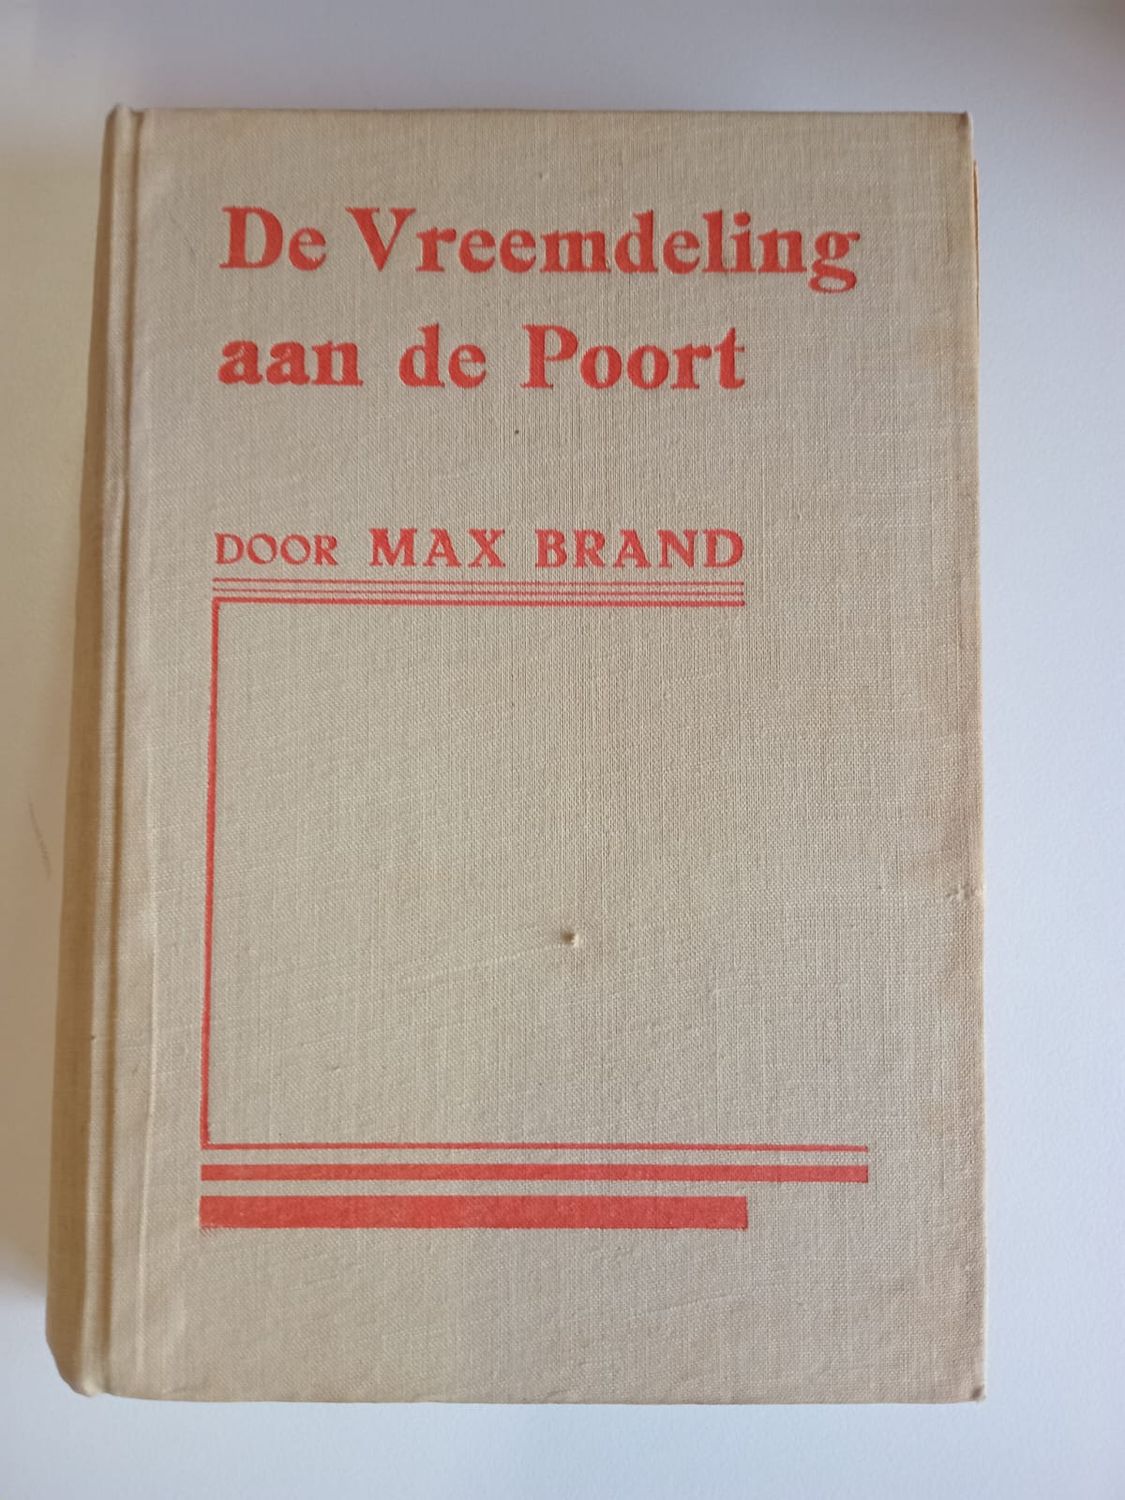 De Vreemdeling
aan de Poort
DOOR MAX BRAND